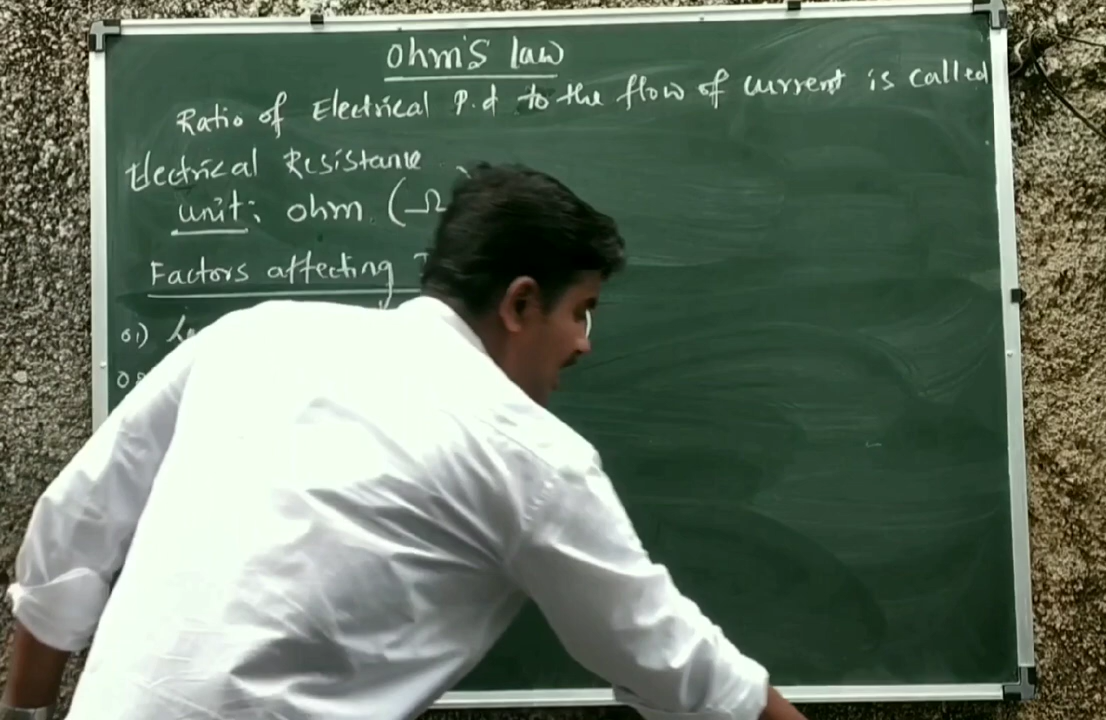 ohm's law
Ratio of Electrical P.d to the flow of current is called
Electrical Resistance
unit: ohm (Ω
Factors affecting
01)